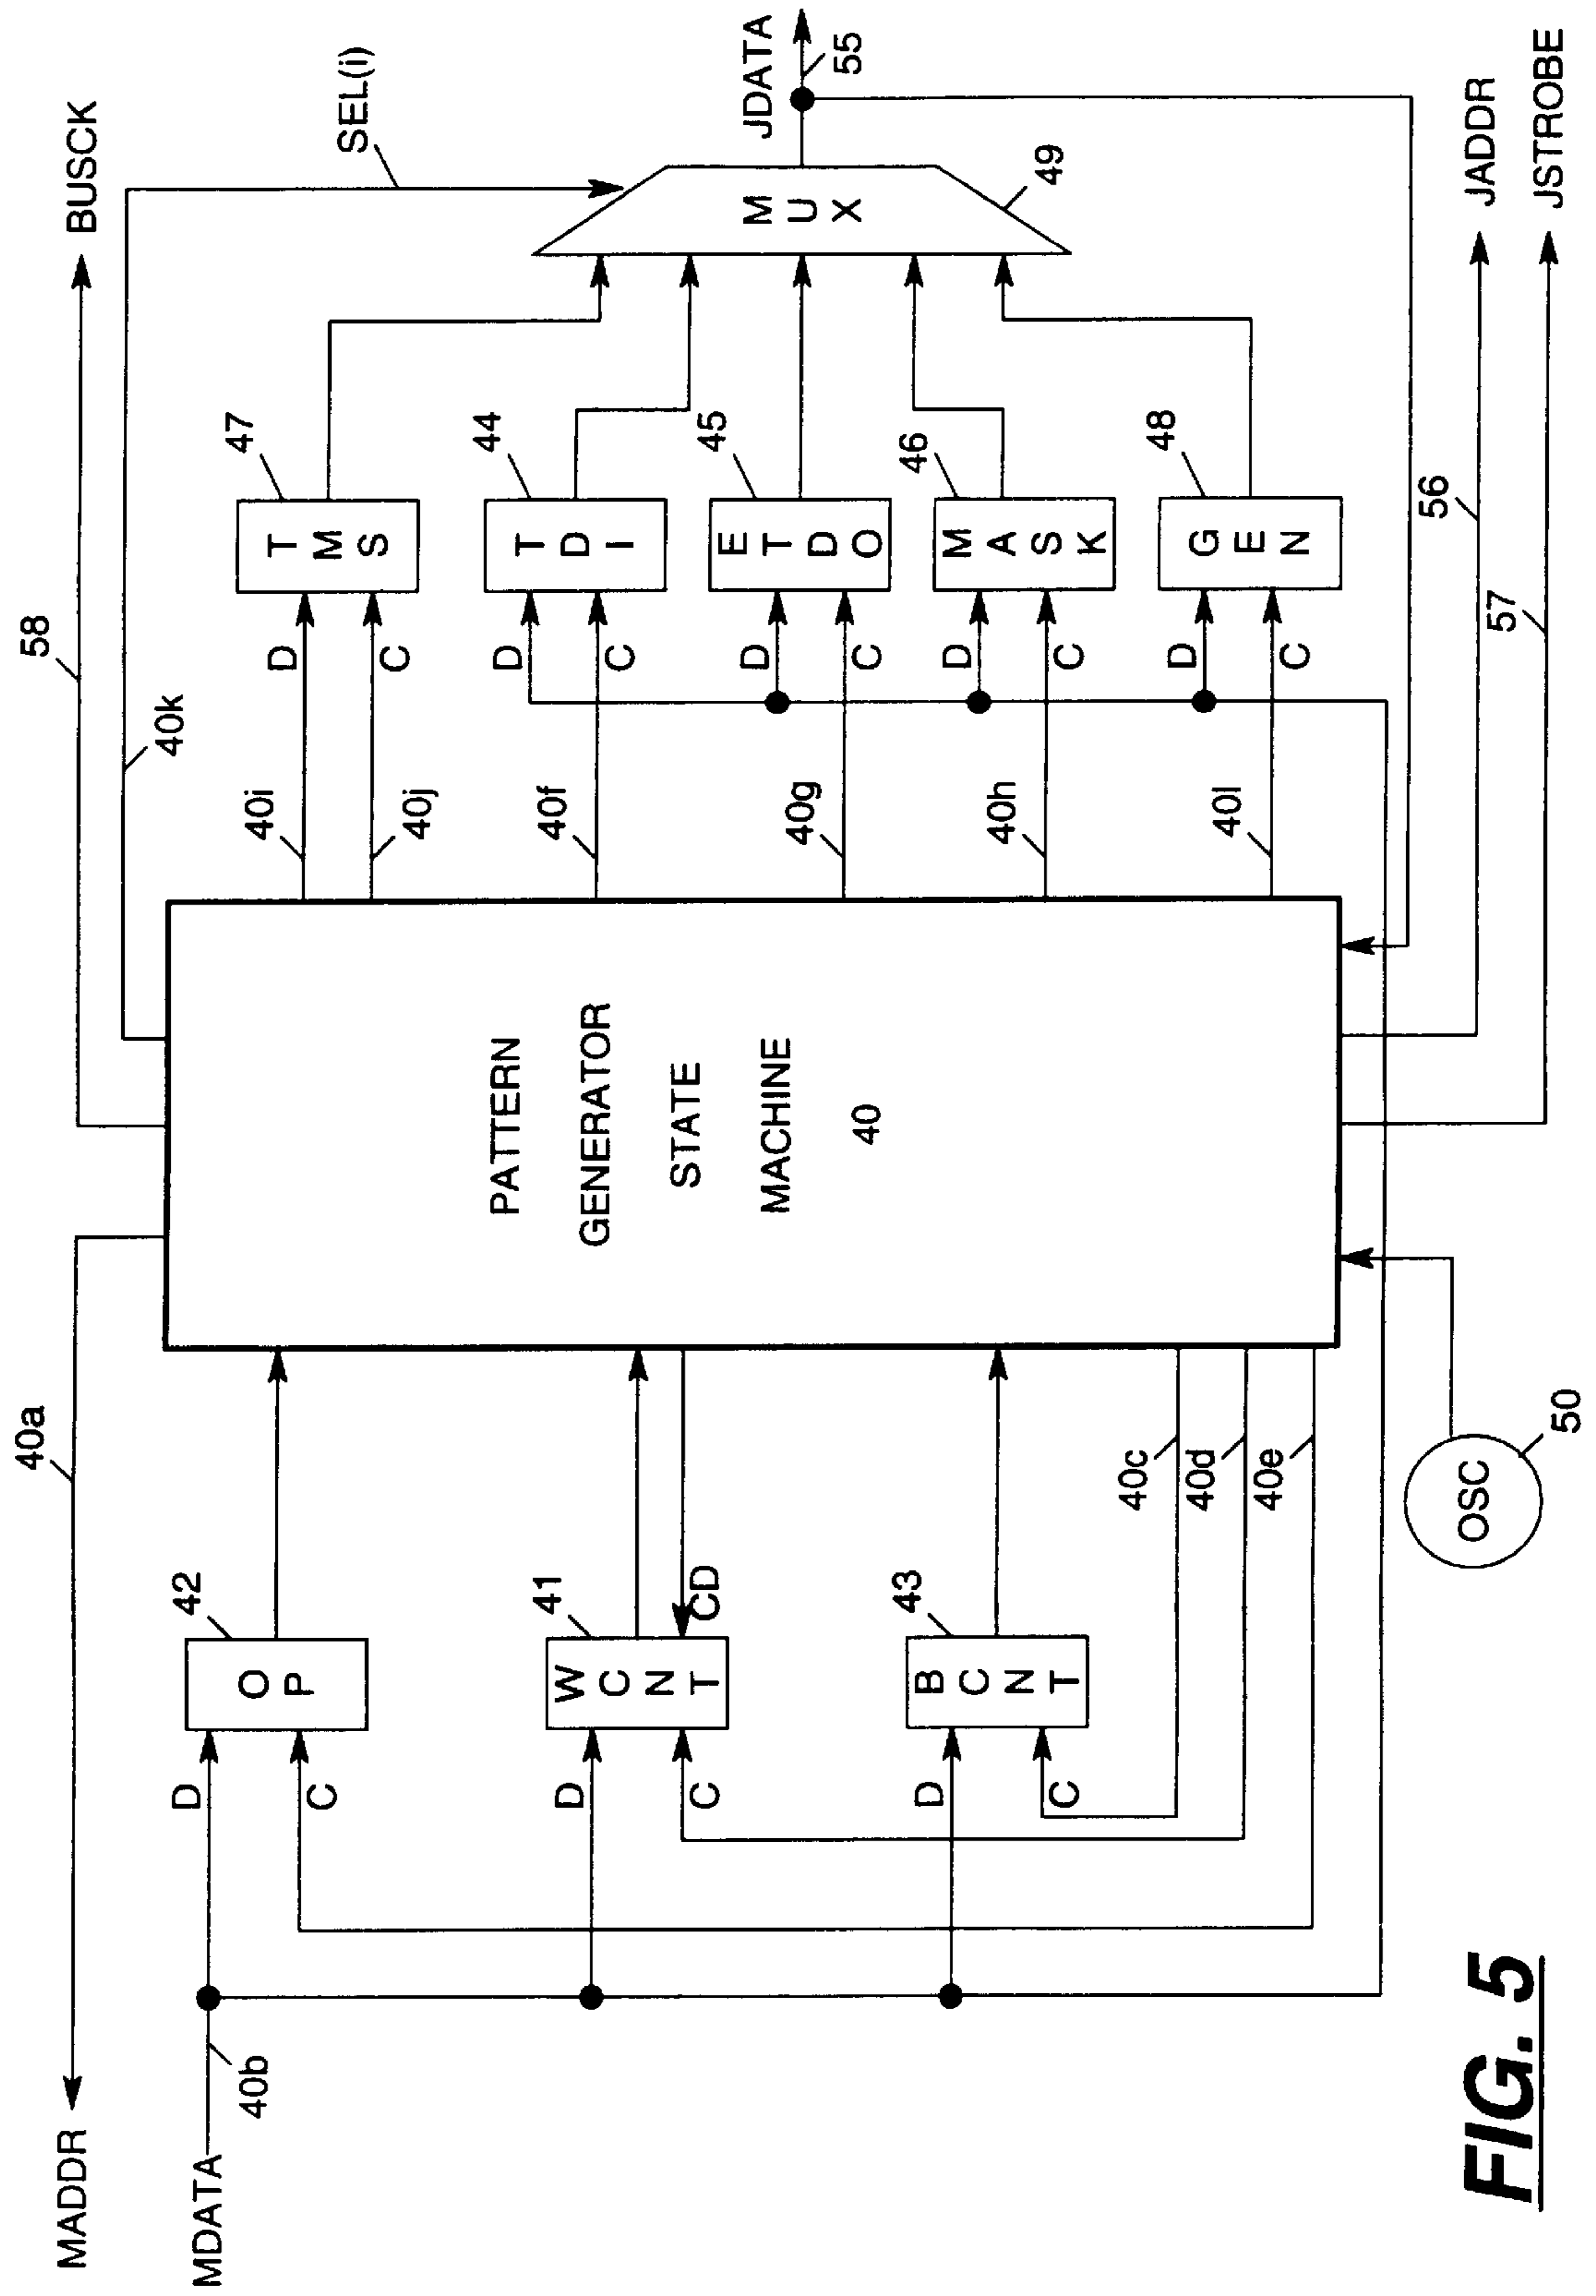 MADDR
40a
58
BUSCK
40k
SEL(i)
MDATA
40b
D
C
OP
42
40i
40j
D
C
TMS
47
D
C
WCNT
41
CD
PATTERN
GENERATOR
STATE
MACHINE
40
40f
D
C
TDI
44
40g
D
C
ETDO
45
MUX
49
JDATA
55
D
C
BCNT
43
40h
D
C
MASK
46
40c
40d
40e
40l
D
C
GEN
48
OSC
50
56
JADDR
57
JSTROBE
FIG. 5